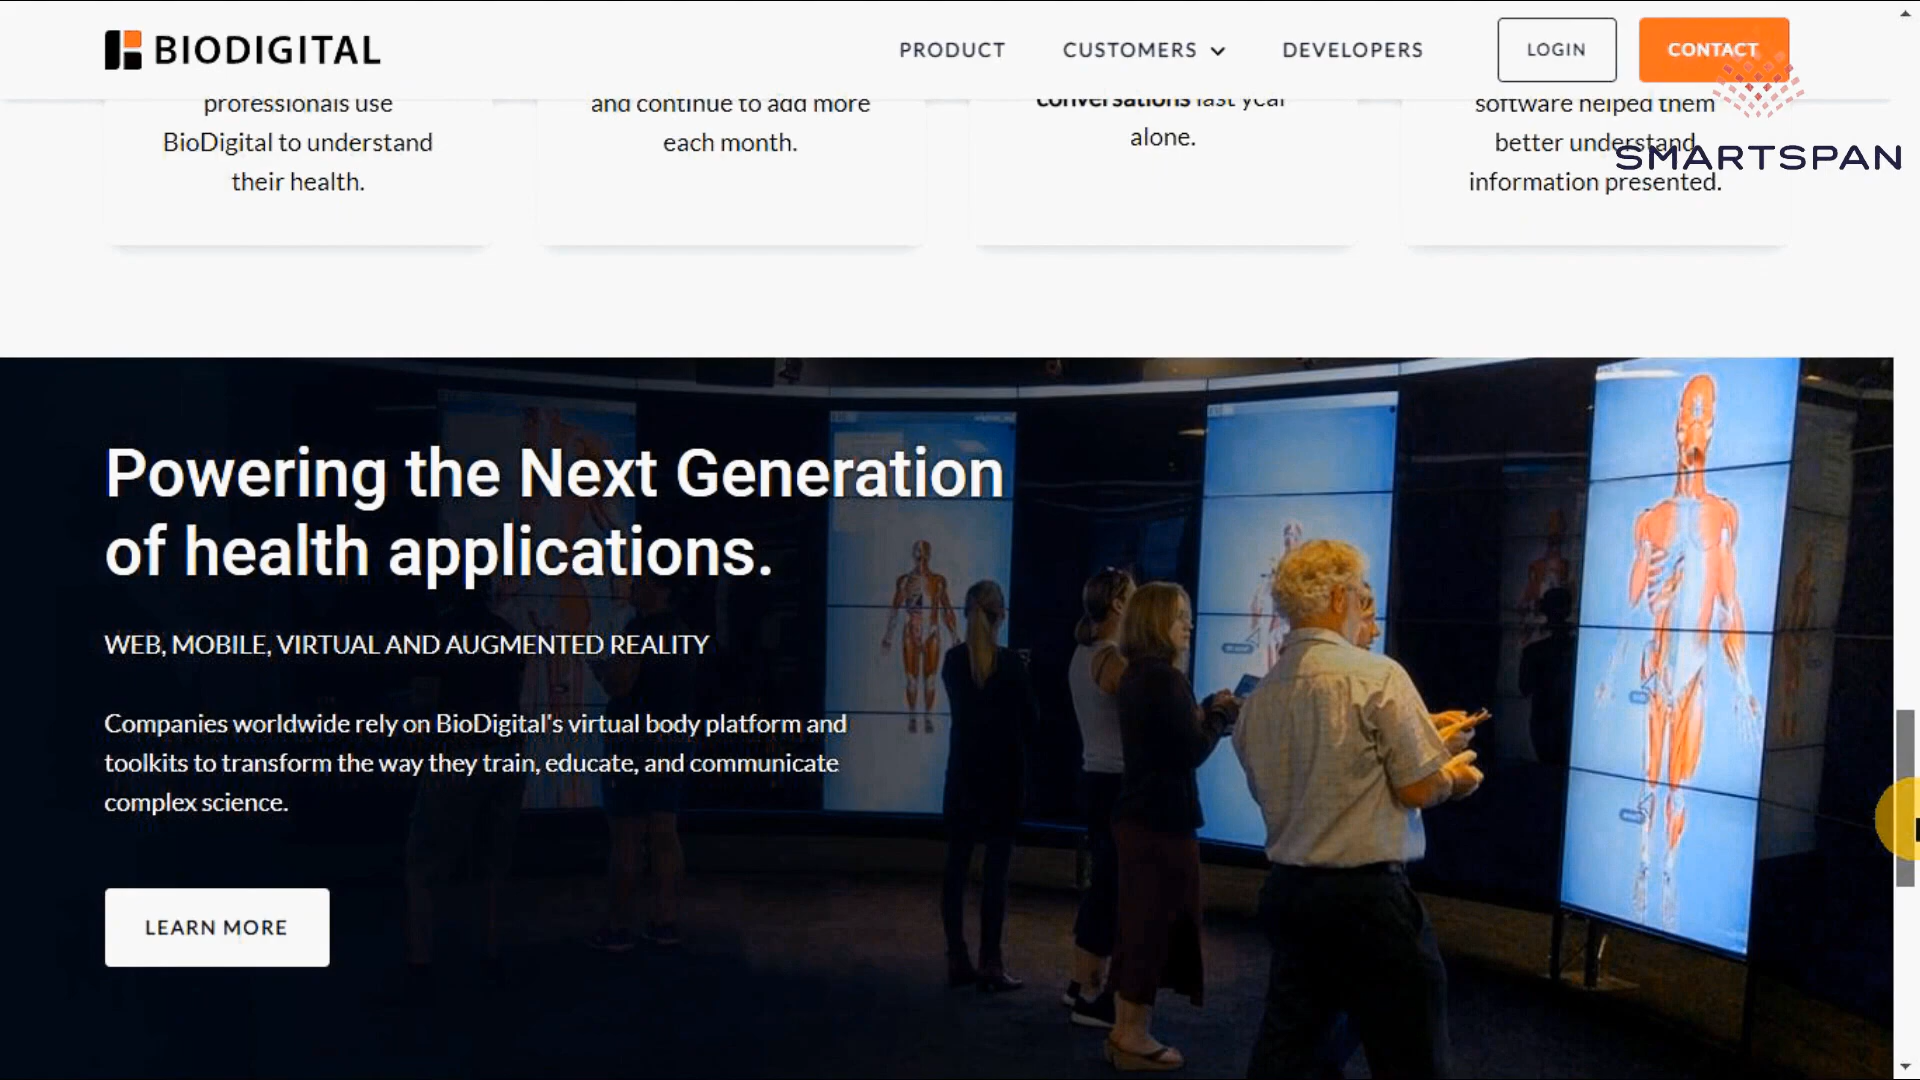 BIODIGITAL
PRODUCT
CUSTOMERS
DEVELOPERS
LOGIN
CONTACT
professionals use
BioDigital to understand
their health.
and continue to add more
each month.
conversations last year
alone.
software helped them
better understand
information presented.
SMARTSPAN
Powering the Next Generation
of health applications.
WEB, MOBILE, VIRTUAL AND AUGMENTED REALITY
Companies worldwide rely on BioDigital's virtual body platform and
toolkits to transform the way they train, educate, and communicate
complex science.
LEARN MORE